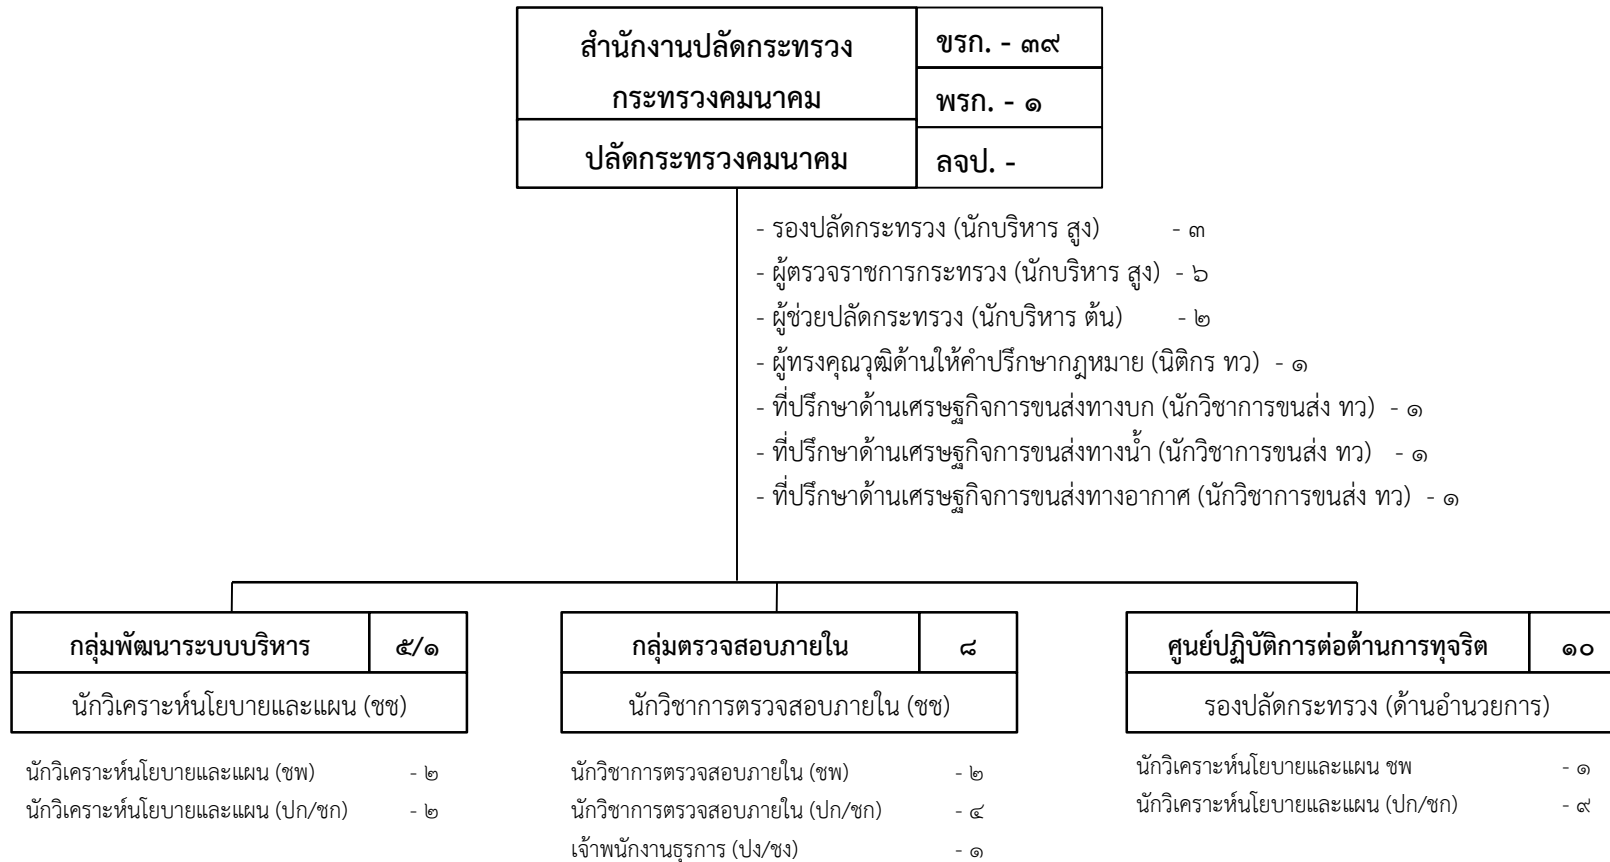 สำนักงานปลัดกระทรวง
กระทรวงคมนาคม
ปลัดกระทรวงคมนาคม
ขรก. - ๓๙
พรก. - ๑
ลจป. -
- รองปลัดกระทรวง (นักบริหาร สูง) - ๓
- ผู้ตรวจราชการกระทรวง (นักบริหาร สูง) - ๖
- ผู้ช่วยปลัดกระทรวง (นักบริหาร ต้น) - ๒
- ผู้ทรงคุณวุฒิด้านให้คำปรึกษากฎหมาย (นิติกร ทว) - ๑
- ที่ปรึกษาด้านเศรษฐกิจการขนส่งทางบก (นักวิชาการขนส่ง ทว) - ๑
- ที่ปรึกษาด้านเศรษฐกิจการขนส่งทางน้ำ (นักวิชาการขนส่ง ทว) - ๑
- ที่ปรึกษาด้านเศรษฐกิจการขนส่งทางอากาศ (นักวิชาการขนส่ง ทว) - ๑
กลุ่มพัฒนาระบบบริหาร ๕/๑
นักวิเคราะห์นโยบายและแผน (ชช)
นักวิเคราะห์นโยบายและแผน (ชพ) - ๒
นักวิเคราะห์นโยบายและแผน (ปก/ชก) - ๒
กลุ่มตรวจสอบภายใน ๘
นักวิชาการตรวจสอบภายใน (ชช)
นักวิชาการตรวจสอบภายใน (ชพ) - ๒
นักวิชาการตรวจสอบภายใน (ปก/ชก) - ๔
เจ้าพนักงานธุรการ (ปง/ชง) - ๑
ศูนย์ปฏิบัติการต่อต้านการทุจริต ๑๐
รองปลัดกระทรวง (ด้านอำนวยการ)
นักวิเคราะห์นโยบายและแผน ชพ - ๑
นักวิเคราะห์นโยบายและแผน (ปก/ชก) - ๙